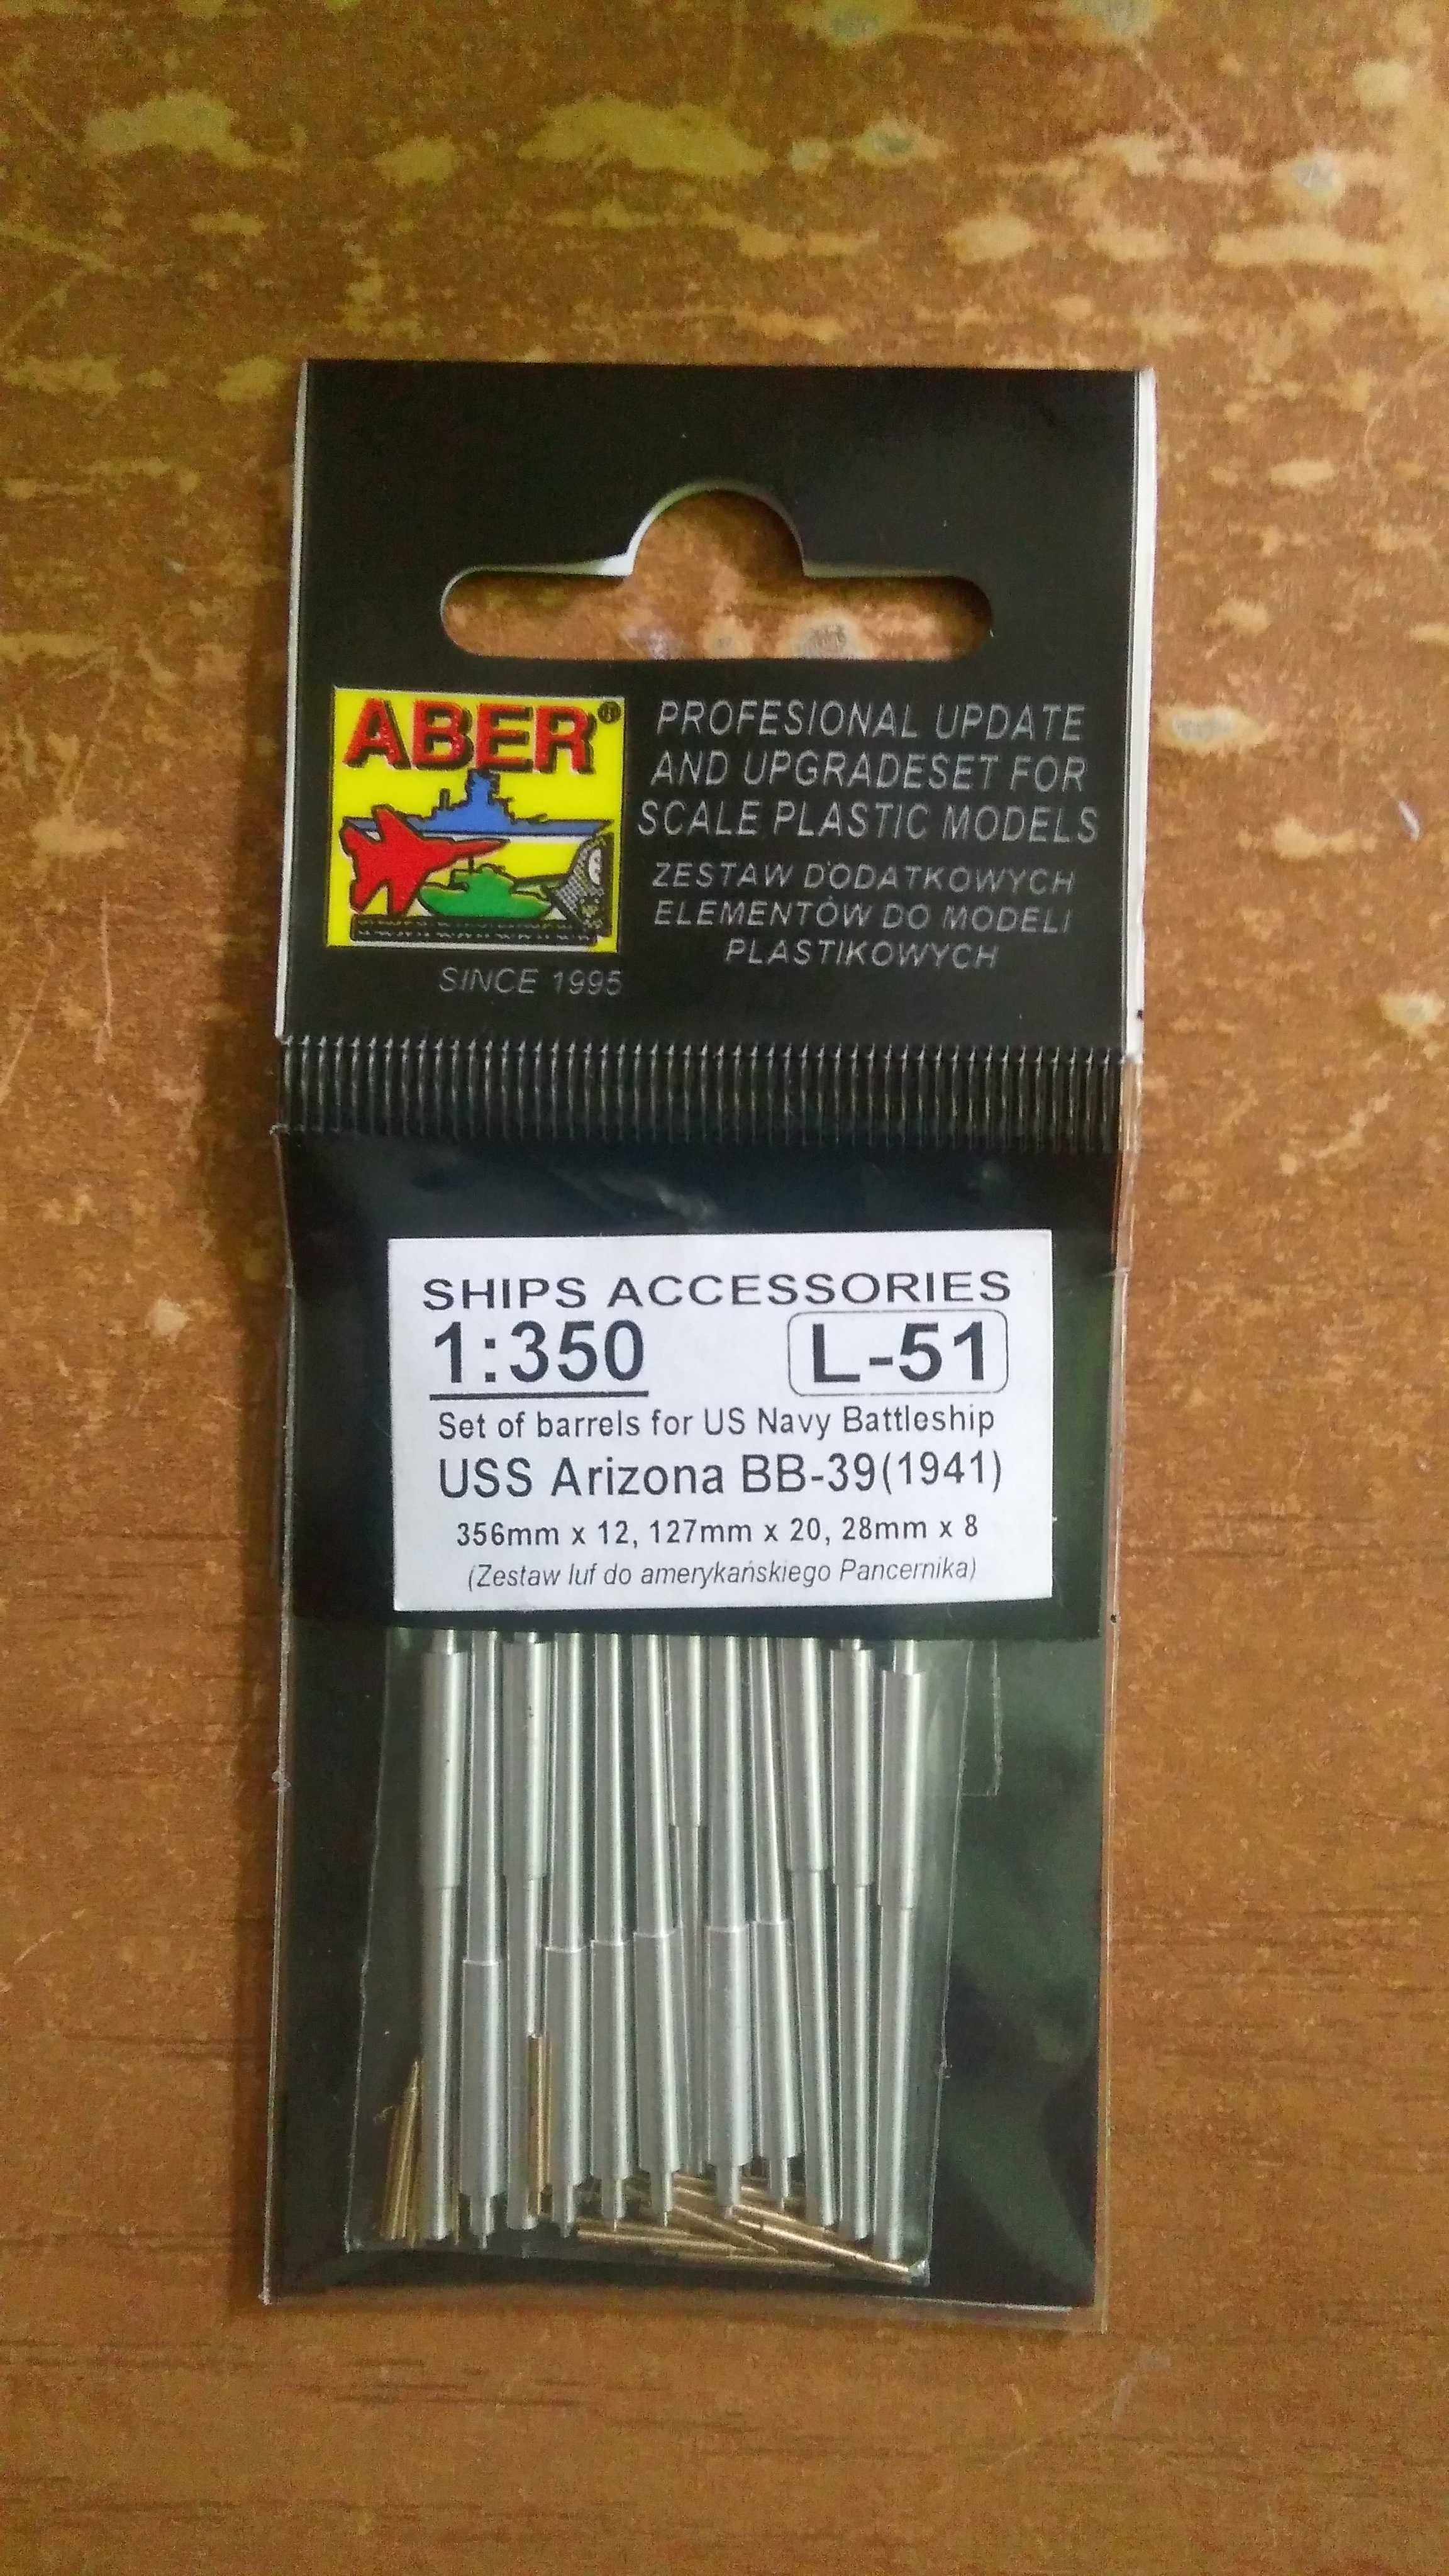 ABER®
PROFESIONAL UPDATE
AND UPGRADESET FOR
SCALE PLASTIC MODELS
ZESTAW DODATKOWYCH
ELEMENTÓW DO MODELI
PLASTIKOWYCH
SINCE 1995
SHIPS ACCESSORIES
1:350 L-51
Set of barrels for US Navy Battleship
USS Arizona BB-39(1941)
356mm x 12, 127mm x 20, 28mm x 8
(Zestaw luf do amerykańskiego Pancernika)